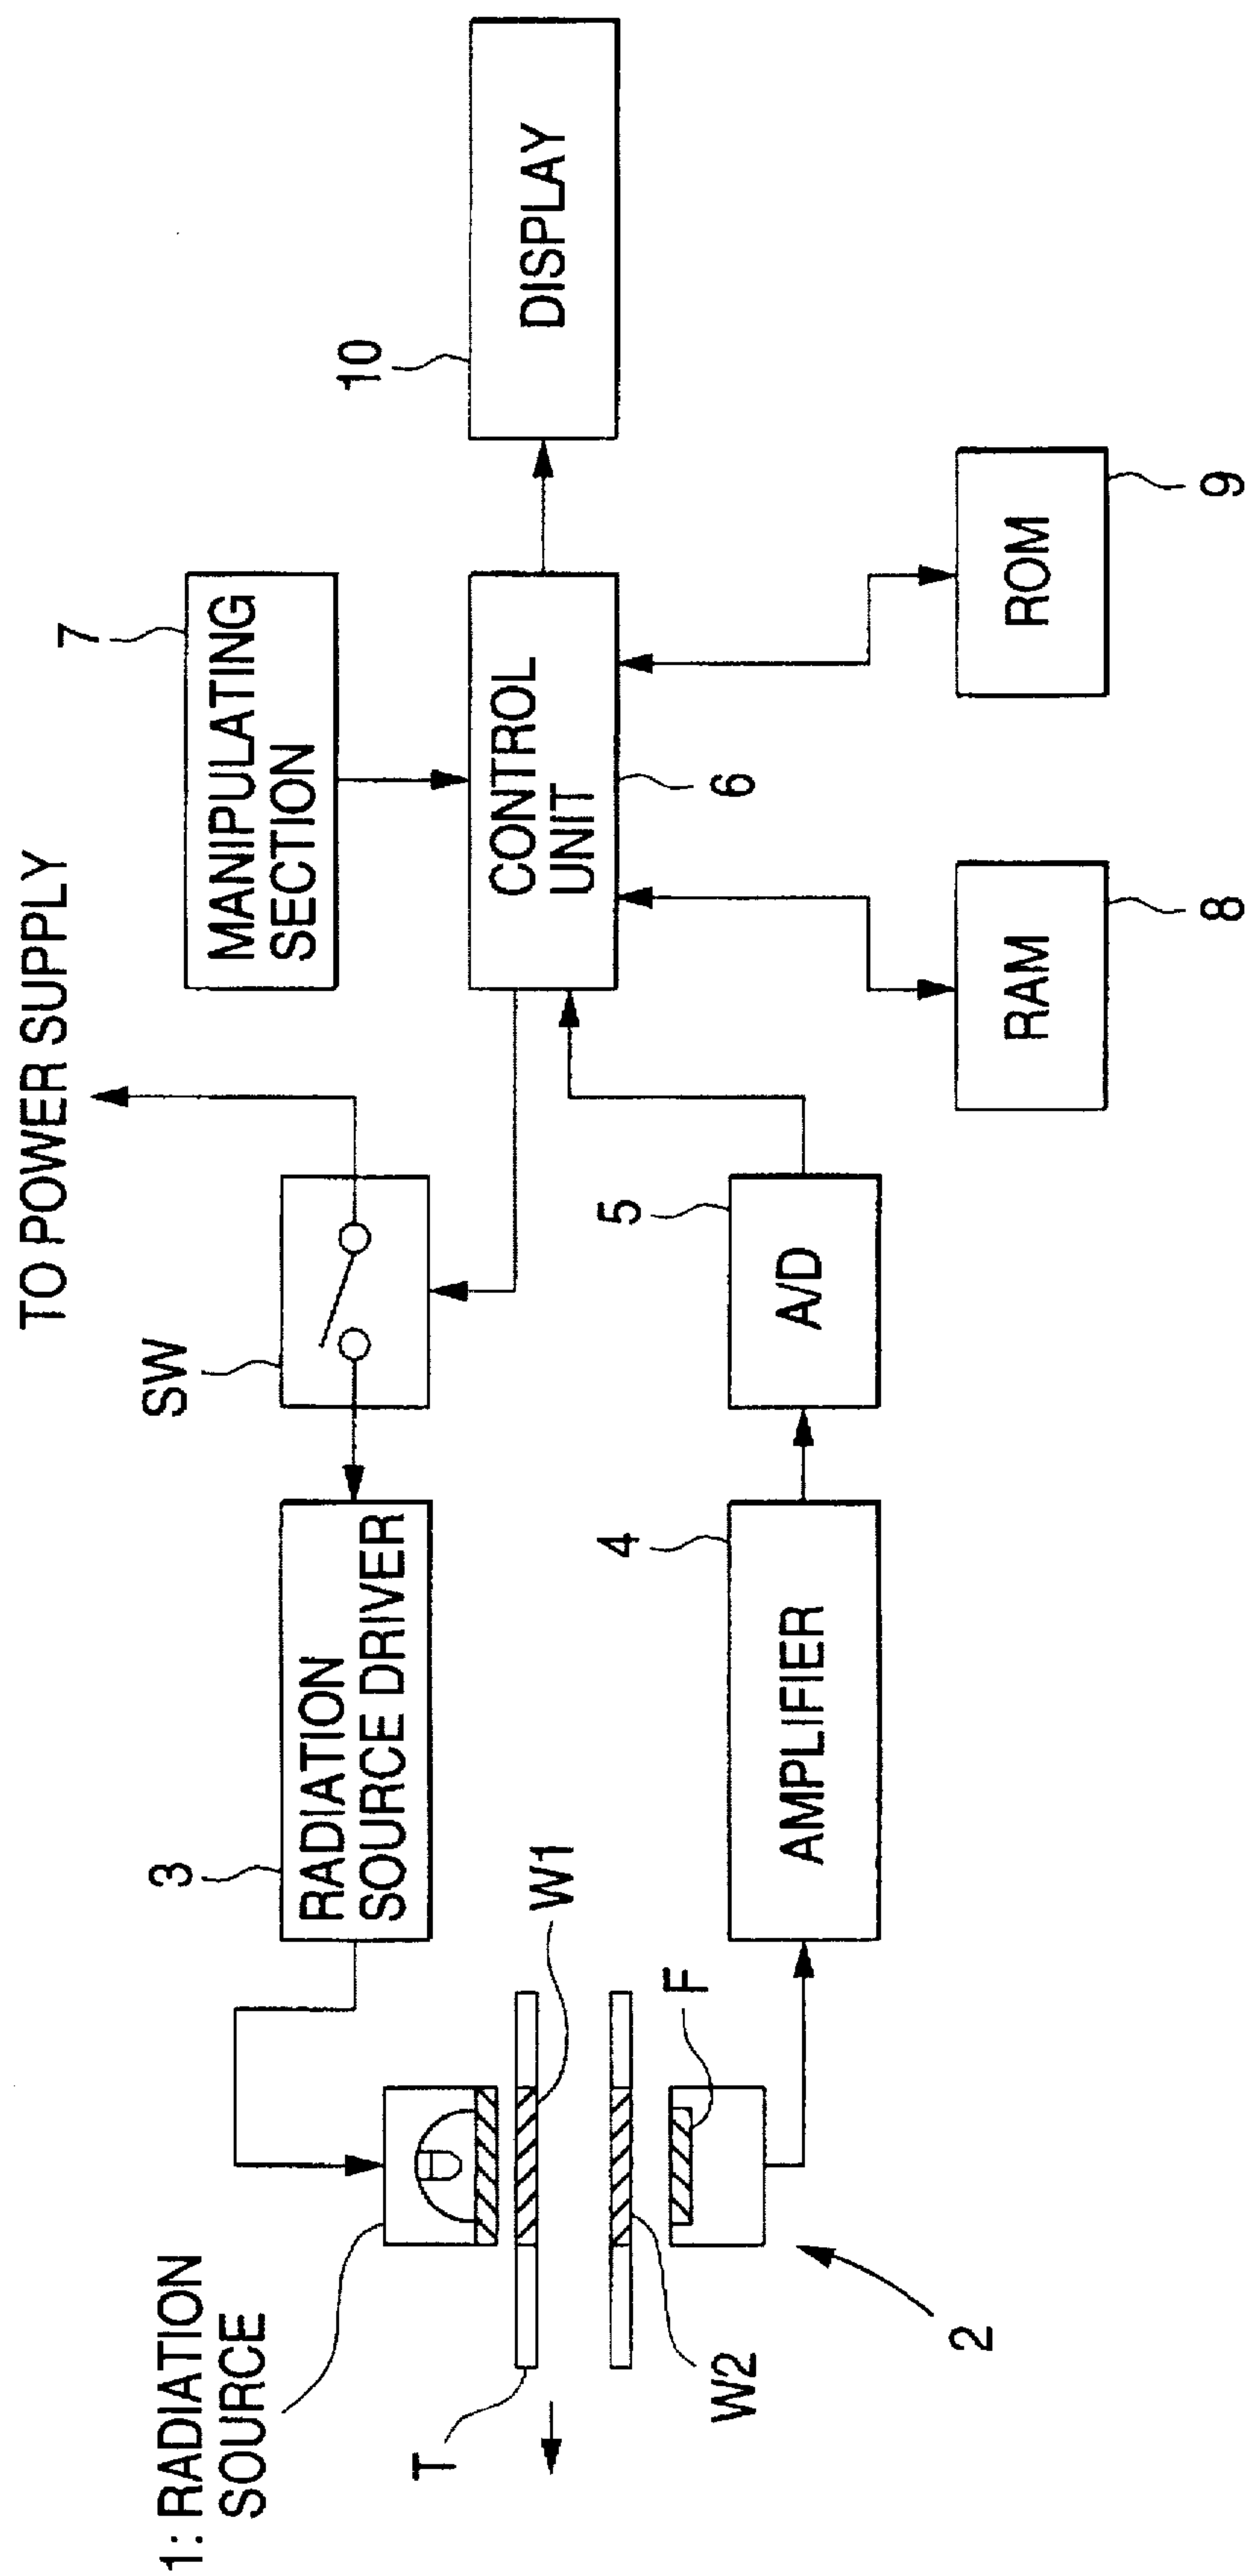 TO POWER SUPPLY
1: RADIATION
SOURCE
3
RADIATION
SOURCE DRIVER
SW
7
MANIPULATING
SECTION
10
DISPLAY
T
W1
W2
F
2
4
AMPLIFIER
5
A/D
CONTROL
UNIT
6
RAM
8
ROM
9